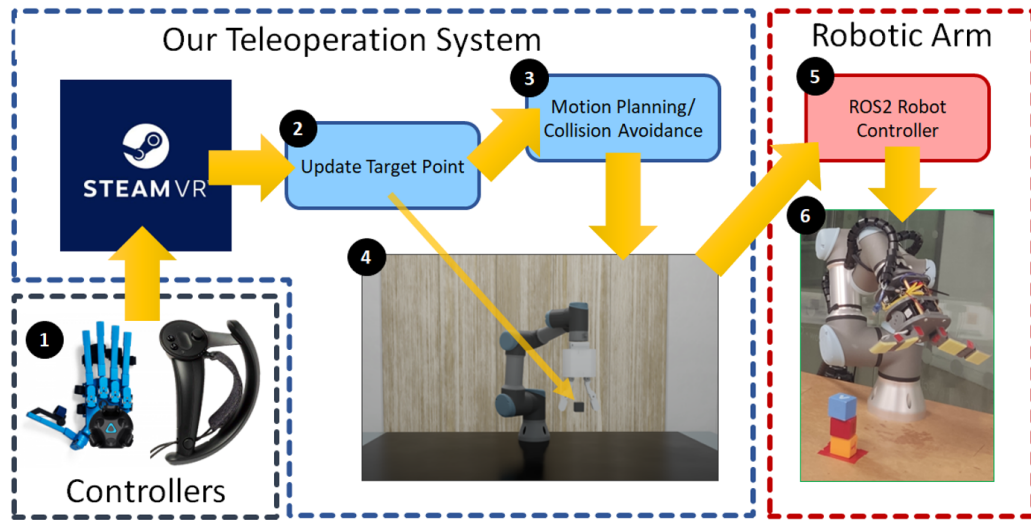 Our Teleoperation System
Robotic Arm
3
5
Motion Planning/
Collision Avoidance
ROS2 Robot
Controller
2
Update Target Point
STEAMVR
4
6
1
Controllers